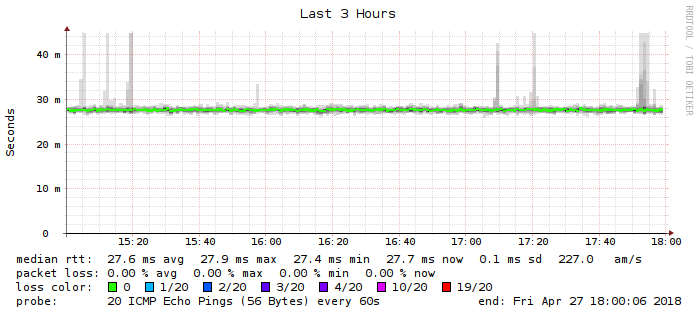 Last 3 Hours
RRDTOOL / TOBI OETIKER
Seconds
40 m
30 m
20 m
10 m
0
15:20 15:40 16:00 16:20 16:40 17:00 17:20 17:40 18:00
median rtt: 27.6 ms avg 27.9 ms max 27.4 ms min 27.7 ms now 0.1 ms sd 227.0 am/s
packet loss: 0.00 % avg 0.00 % max 0.00 % min 0.00 % now
loss color: 0 1/20 2/20 3/20 4/20 10/20 19/20
probe: 20 ICMP Echo Pings (56 Bytes) every 60s end: Fri Apr 27 18:00:06 2018